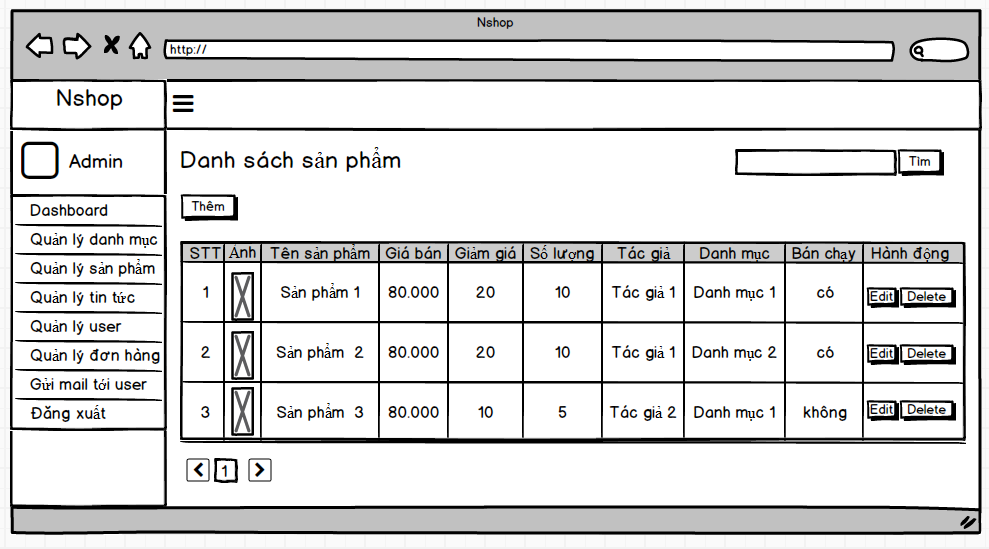 Nshop
http://
Nshop
Admin
Dashboard
Quản lý danh mục
Quản lý sản phẩm
Quản lý tin tức
Quản lý user
Quản lý đơn hàng
Gửi mail tới user
Đăng xuất
Danh sách sản phẩm
Tìm
Thêm
STT Ảnh Tên sản phẩm Giá bán Giảm giá Số lượng Tác giả Danh mục Bán chạy Hành động
1 Sản phẩm 1 80.000 20 10 Tác giả 1 Danh mục 1 có Edit Delete
2 Sản phẩm 2 80.000 20 10 Tác giả 1 Danh mục 2 có Edit Delete
3 Sản phẩm 3 80.000 10 5 Tác giả 2 Danh mục 1 không Edit Delete
1